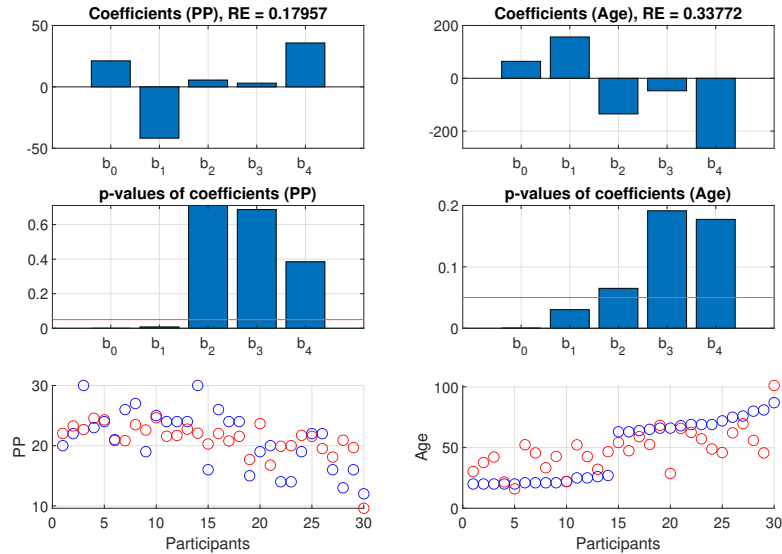 Coefficients (PP), RE = 0.17957
50
0
-50
b0 b1 b2 b3 b4
Coefficients (Age), RE = 0.33772
200
0
-200
b0 b1 b2 b3 b4
p-values of coefficients (PP)
0.6
0.4
0.2
0
b0 b1 b2 b3 b4
p-values of coefficients (Age)
0.2
0.1
0
b0 b1 b2 b3 b4
30
20
10
PP
0 5 10 15 20 25 30
Participants
100
50
0
Age
0 5 10 15 20 25 30
Participants